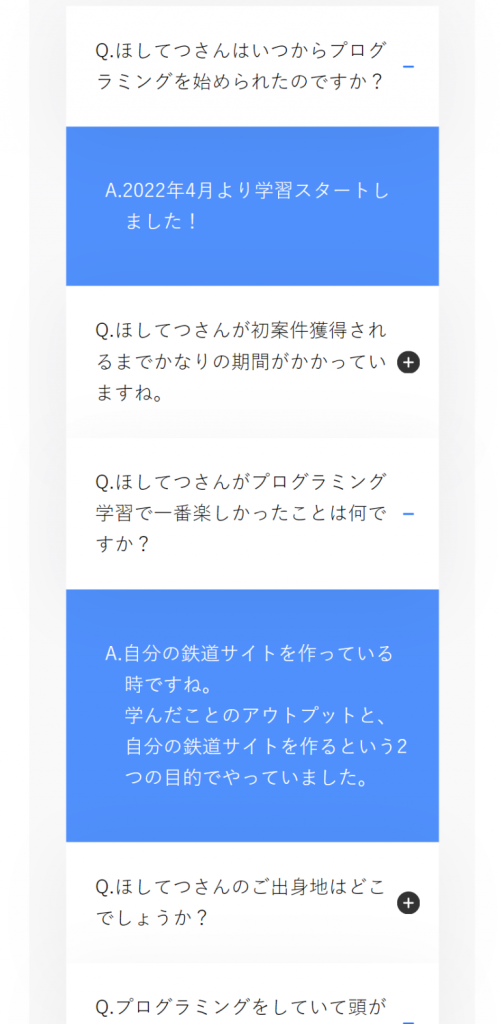 Q.ほしてつさんはいつからプログ
ラミングを始められたのですか？
A.2022年4月より学習スタートし
ました！
Q.ほしてつさんが初案件獲得され
るまでかなりの期間がかかってい
ますね。
Q.ほしてつさんがプログラミング
学習で一番楽しかったことは何で
すか？
A.自分の鉄道サイトを作っている
時ですね。
学んだことのアウトプットと、
自分の鉄道サイトを作るという2
つの目的でやっていました。
Q.ほしてつさんのご出身地はどこ
でしょうか？
Q.プログラミングをしていて頭が